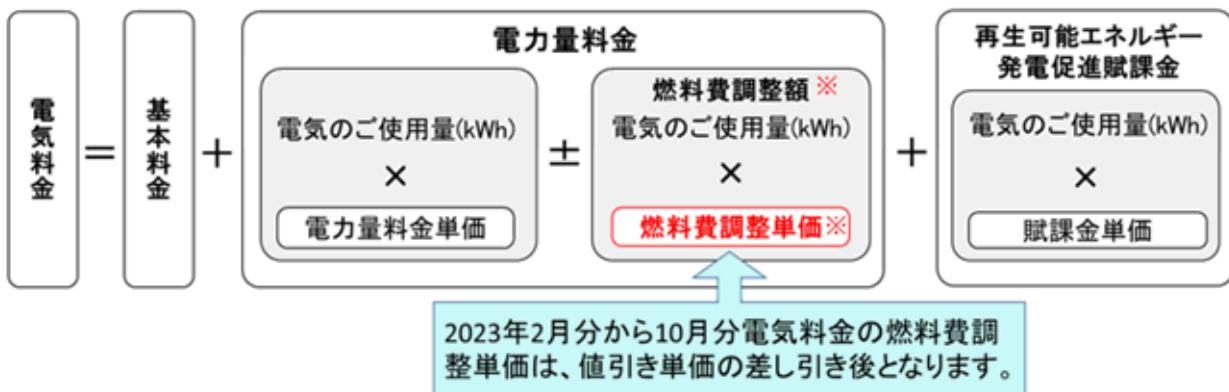 電気料金
＝
基本料金
＋
電力量料金
電気のご使用量(kWh)
×
電力量料金単価
±
燃料費調整額※
電気のご使用量(kWh)
×
燃料費調整単価※
＋
再生可能エネルギー
発電促進賦課金
電気のご使用量(kWh)
×
賦課金単価
2023年2月分から10月分電気料金の燃料費調
整単価は、値引き単価の差し引き後となります。